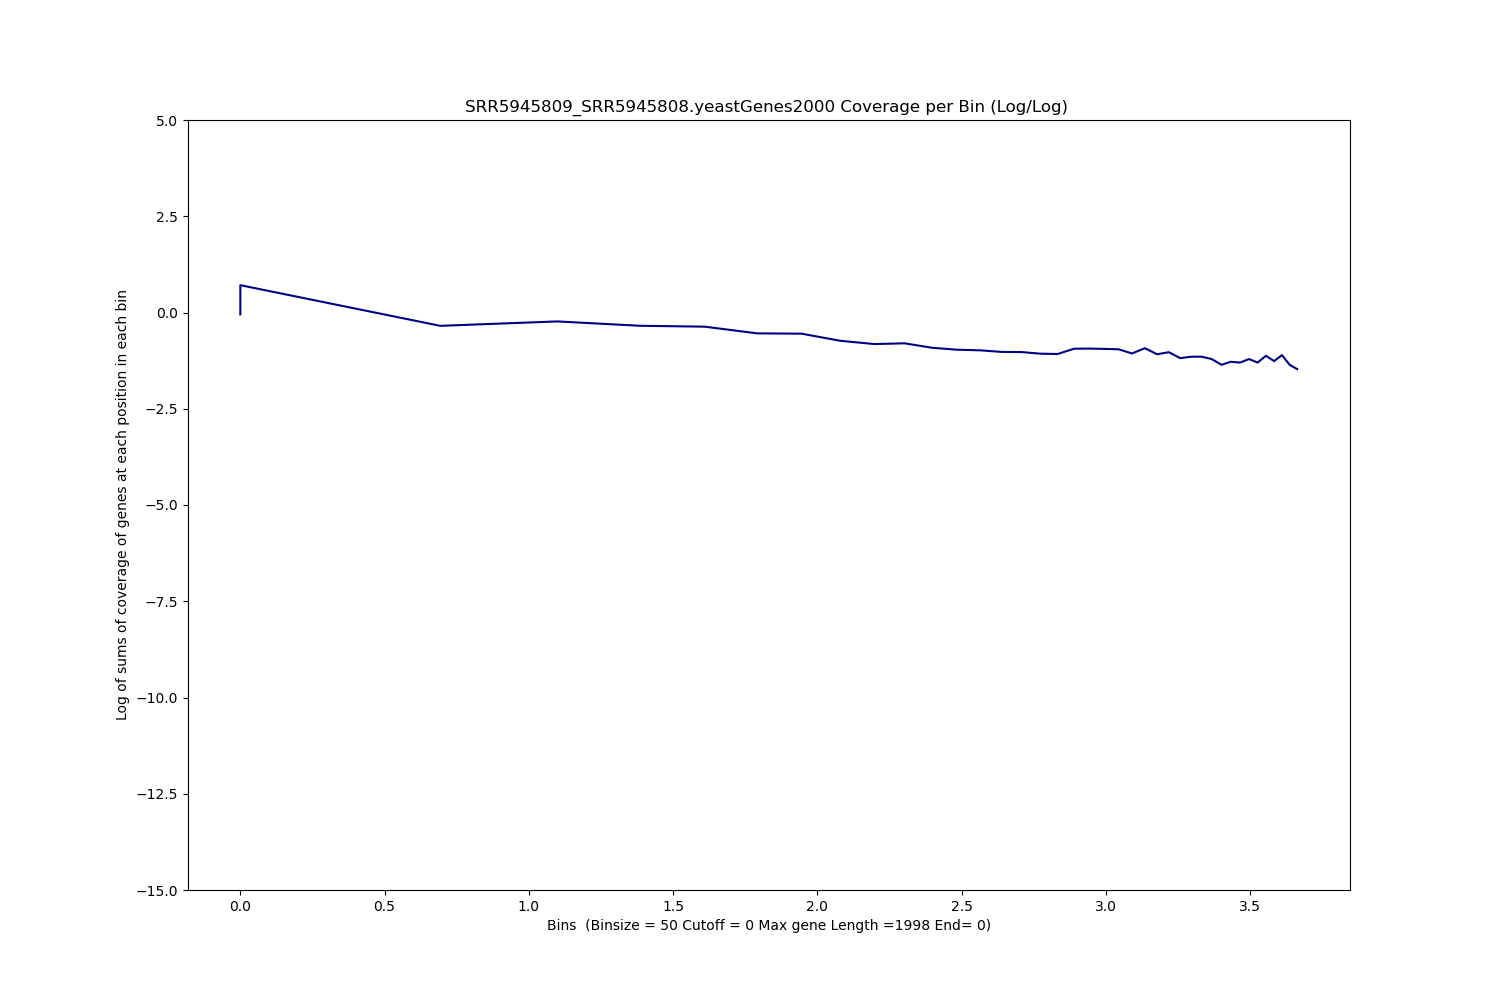 SRR5945809_SRR5945808.yeastGenes2000 Coverage per Bin (Log/Log)
5.0
2.5
0.0
−2.5
−5.0
−7.5
−10.0
−12.5
−15.0
Log of sums of coverage of genes at each position in each bin
0.0 0.5 1.0 1.5 2.0 2.5 3.0 3.5
Bins  (Binsize = 50 Cutoff = 0 Max gene Length =1998 End= 0)